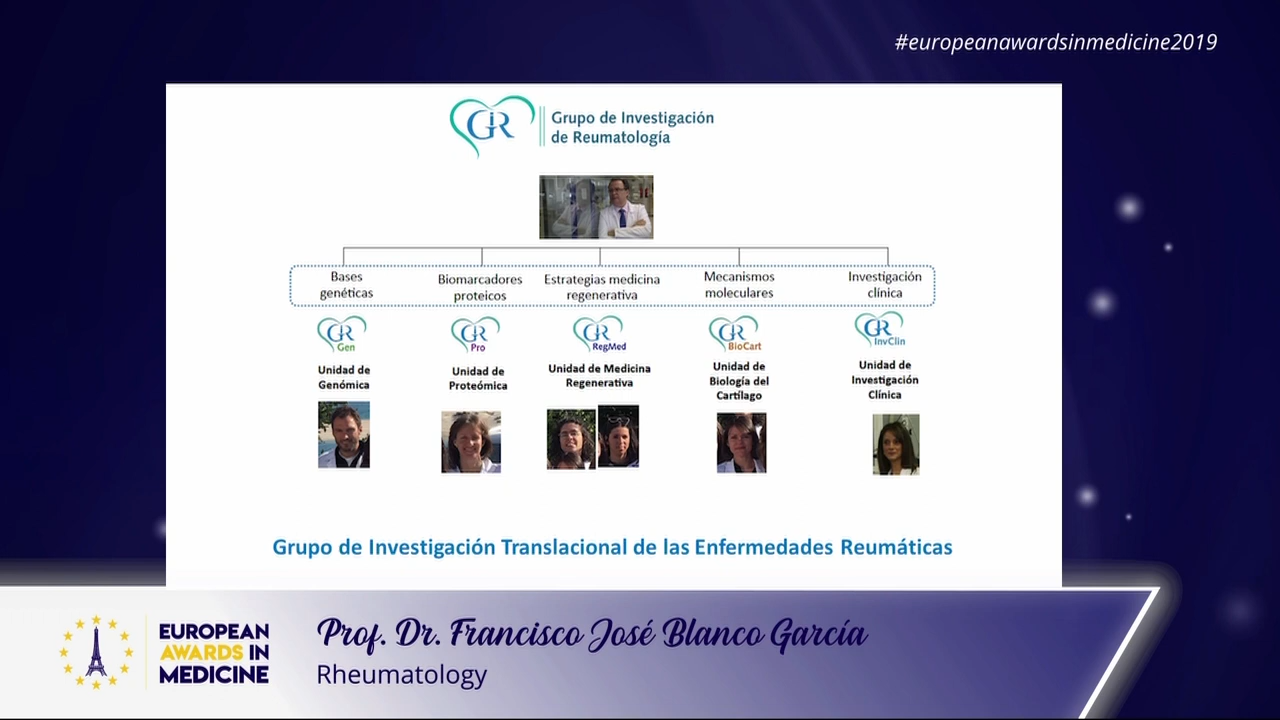 #europeanawardsinmedicine2019
GIR
Grupo de Investigación
de Reumatología
Bases
genéticas
Biomarcadores
proteicos
Estrategias medicina
regenerativa
Mecanismos
moleculares
Investigación
clínica
GIR
Gen
GIR
Pro
GIR
RegMed
GIR
BioCart
GIR
InvClin
Unidad de
Genómica
Unidad de
Proteómica
Unidad de Medicina
Regenerativa
Unidad de
Biología del
Cartílago
Unidad de
Investigación
Clínica
Grupo de Investigación Translacional de las Enfermedades Reumáticas
EUROPEAN
AWARDS IN
MEDICINE
Prof. Dr. Francisco José Blanco García
Rheumatology